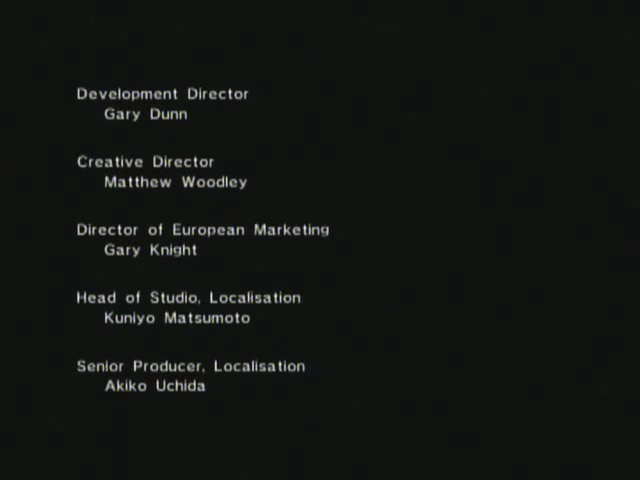 Development Director
Gary Dunn
Creative Director
Matthew Woodley
Director of European Marketing
Gary Knight
Head of Studio, Localisation
Kuniyo Matsumoto
Senior Producer, Localisation
Akiko Uchida